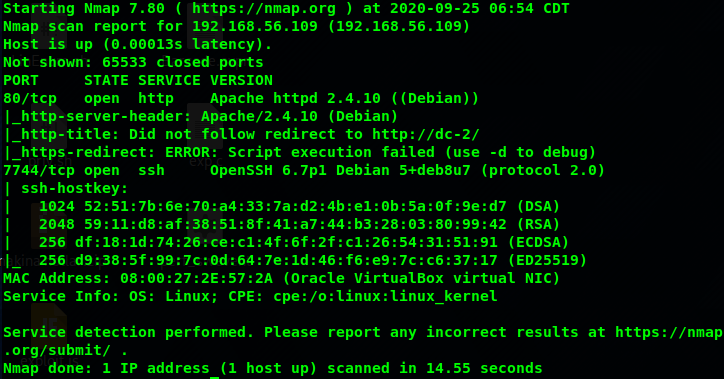 Starting Nmap 7.80 ( https://nmap.org ) at 2020-09-25 06:54 CDT
Nmap scan report for 192.168.56.109 (192.168.56.109)
Host is up (0.00013s latency).
Not shown: 65533 closed ports
PORT     STATE SERVICE VERSION
80/tcp   open  http    Apache httpd 2.4.10 ((Debian))
|_http-server-header: Apache/2.4.10 (Debian)
|_http-title: Did not follow redirect to http://dc-2/
|_https-redirect: ERROR: Script execution failed (use -d to debug)
7744/tcp open  ssh     OpenSSH 6.7p1 Debian 5+deb8u7 (protocol 2.0)
| ssh-hostkey:
|   1024 52:51:7b:6e:70:a4:33:7a:d2:4b:e1:0b:5a:0f:9e:d7 (DSA)
|   2048 59:11:d8:af:38:51:8f:41:a7:44:b3:28:03:80:99:42 (RSA)
|   256 df:18:1d:74:26:ce:c1:4f:6f:2f:c1:26:54:31:51:91 (ECDSA)
|_  256 d9:38:5f:99:7c:0d:64:7e:1d:46:f6:e9:7c:c6:37:17 (ED25519)
MAC Address: 08:00:27:2E:57:2A (Oracle VirtualBox virtual NIC)
Service Info: OS: Linux; CPE: cpe:/o:linux:linux_kernel

Service detection performed. Please report any incorrect results at https://nmap
.org/submit/ .
Nmap done: 1 IP address (1 host up) scanned in 14.55 seconds